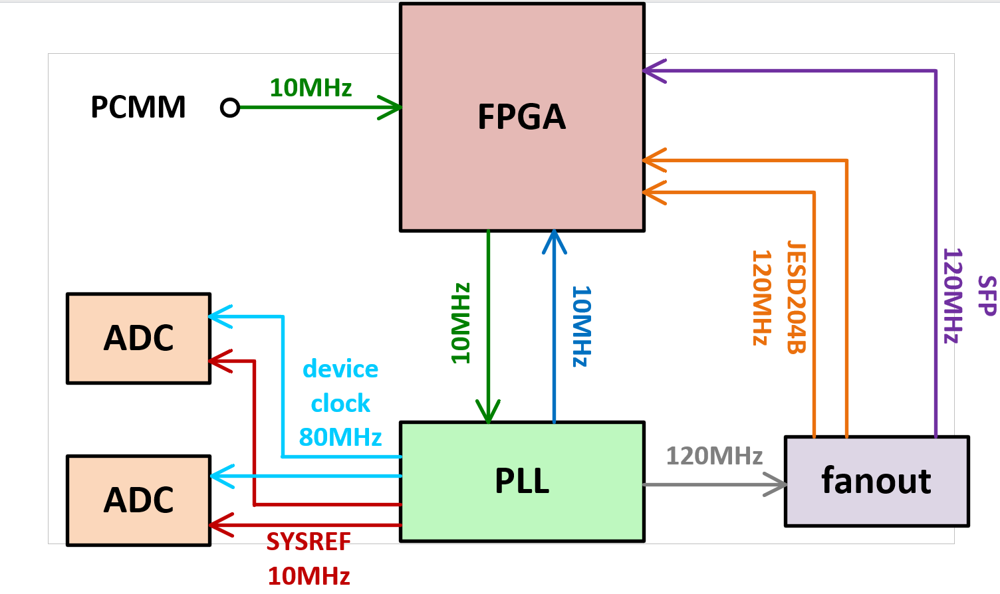 PCMM
10MHz
FPGA
10MHz
10MHz
JESD204B
120MHz
SFP
120MHz
ADC
device
clock
80MHz
ADC
PLL
120MHz
fanout
SYSREF
10MHz